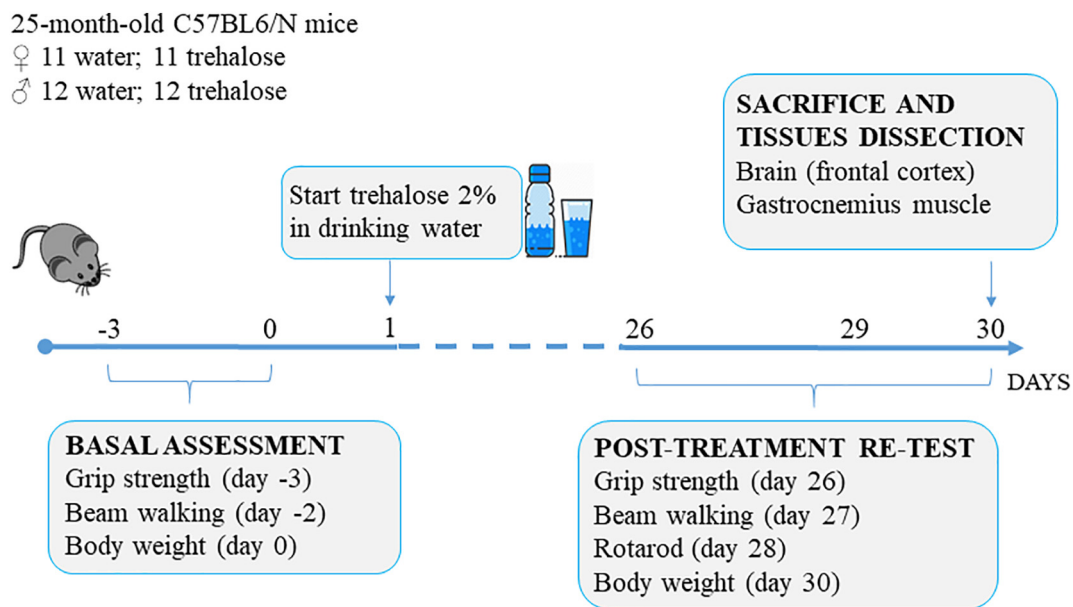 25-month-old C57BL6/N mice
♀ 11 water; 11 trehalose
♂ 12 water; 12 trehalose
SACRIFICE AND
TISSUES DISSECTION
Brain (frontal cortex)
Gastrocnemius muscle
Start trehalose 2%
in drinking water
-3 0 1 26 29 30
DAYS
BASAL ASSESSMENT
Grip strength (day -3)
Beam walking (day -2)
Body weight (day 0)
POST-TREATMENT RE-TEST
Grip strength (day 26)
Beam walking (day 27)
Rotarod (day 28)
Body weight (day 30)